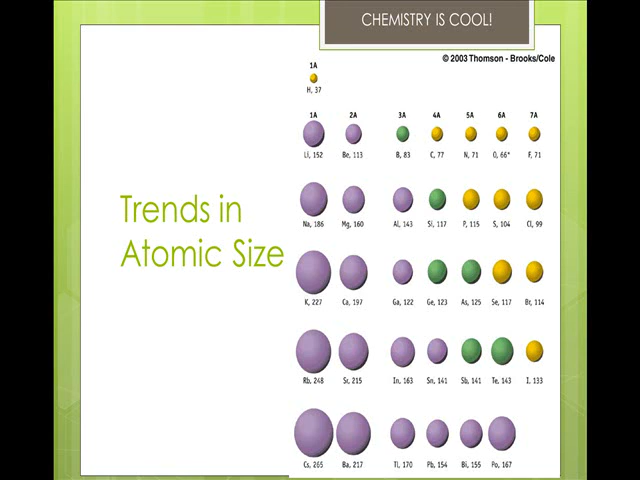 CHEMISTRY IS COOL!
© 2003 Thomson - Brooks/Cole
1A
H, 37
1A 2A 3A 4A 5A 6A 7A
Li, 152 Be, 113 B, 83 C, 77 N, 71 O, 66* F, 71
Trends in
Atomic Size
Na, 186 Mg, 160 Al, 143 Si, 117 P, 115 S, 104 Cl, 99
K, 227 Ca, 197 Ga, 122 Ge, 123 As, 125 Se, 117 Br, 114
Rb, 248 Sr, 215 In, 163 Sn, 141 Sb, 141 Te, 143 I, 133
Cs, 265 Ba, 217 Tl, 170 Pb, 154 Bi, 155 Po, 167